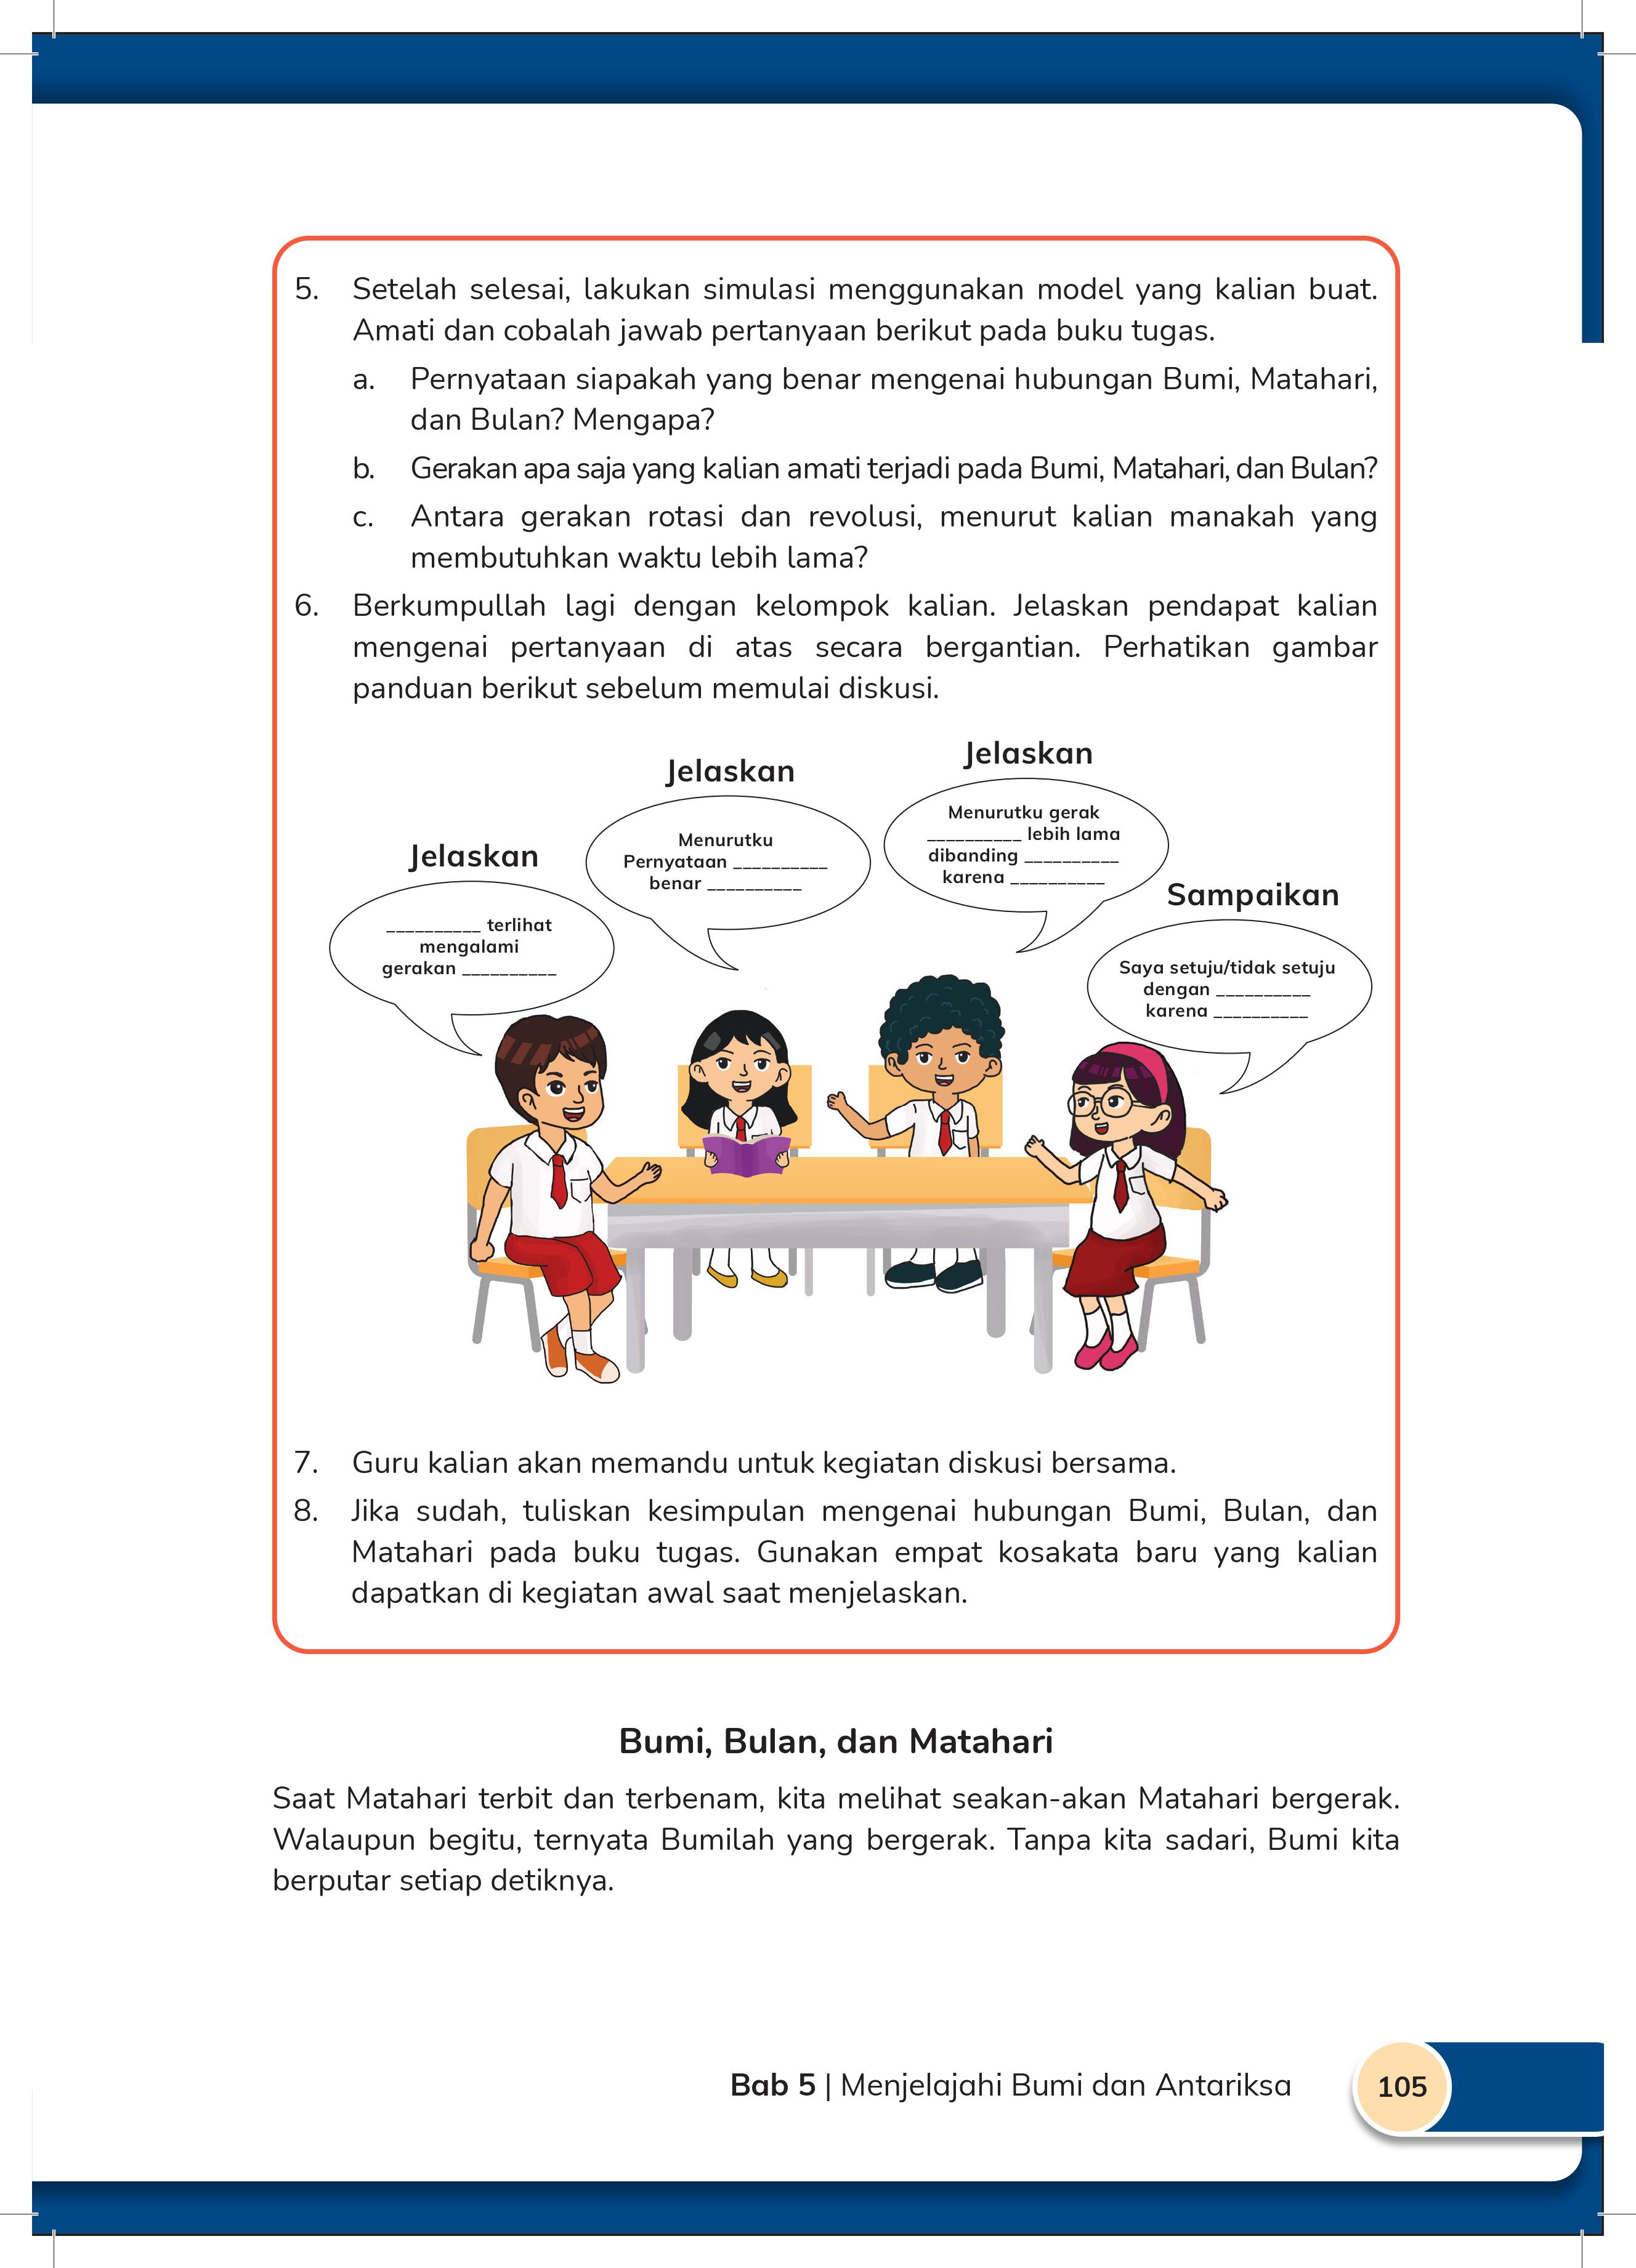 5. Setelah selesai, lakukan simulasi menggunakan model yang kalian buat.
Amati dan cobalah jawab pertanyaan berikut pada buku tugas.
a. Pernyataan siapakah yang benar mengenai hubungan Bumi, Matahari,
dan Bulan? Mengapa?
b. Gerakan apa saja yang kalian amati terjadi pada Bumi, Matahari, dan Bulan?
c. Antara gerakan rotasi dan revolusi, menurut kalian manakah yang
membutuhkan waktu lebih lama?
6. Berkumpullah lagi dengan kelompok kalian. Jelaskan pendapat kalian
mengenai pertanyaan di atas secara bergantian. Perhatikan gambar
panduan berikut sebelum memulai diskusi.
Jelaskan
__________ terlihat
mengalami
gerakan __________
Jelaskan
Menurutku
Pernyataan __________
benar __________
Jelaskan
Menurutku gerak
__________ lebih lama
dibanding __________
karena __________
Sampaikan
Saya setuju/tidak setuju
dengan __________
karena __________
7. Guru kalian akan memandu untuk kegiatan diskusi bersama.
8. Jika sudah, tuliskan kesimpulan mengenai hubungan Bumi, Bulan, dan
Matahari pada buku tugas. Gunakan empat kosakata baru yang kalian
dapatkan di kegiatan awal saat menjelaskan.
Bumi, Bulan, dan Matahari
Saat Matahari terbit dan terbenam, kita melihat seakan-akan Matahari bergerak.
Walaupun begitu, ternyata Bumilah yang bergerak. Tanpa kita sadari, Bumi kita
berputar setiap detiknya.
Bab 5 | Menjelajahi Bumi dan Antariksa
105